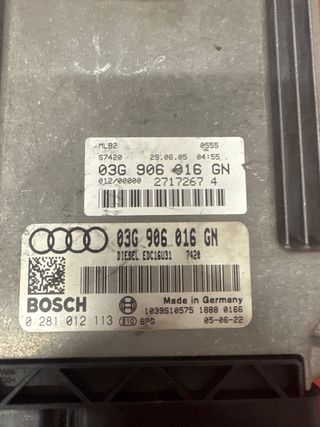 MLB2 0555
S7420 29.06.05 04:55
03G 906 016 GN
012/00000 2717267 4
03G 906 016 GN
DIESEL EDC16U31 7420
BOSCH
Made in Germany
1039S10575 1888 0166
0 281 012 113 E10 BPG 05-06-22